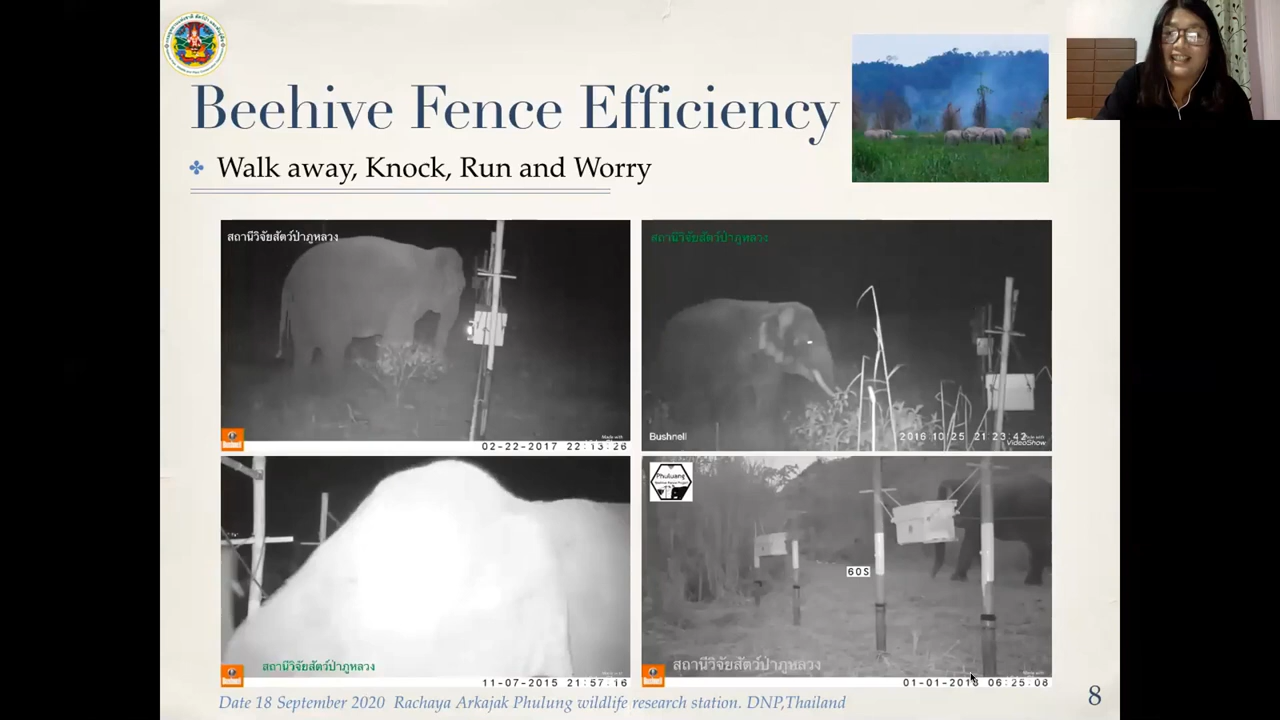 Beehive Fence Efficiency
Walk away, Knock, Run and Worry
สถานีวิจัยสัตว์ป่าภูหลวง
02-22-2017 22:13:26
สถานีวิจัยสัตว์ป่าภูหลวง
Bushnell
2016 10 25 21:23:42
VideoShow
สถานีวิจัยสัตว์ป่าภูหลวง
11-07-2015 21:57:16
Phuluang
60S
สถานีวิจัยสัตว์ป่าภูหลวง
01-01-2018 06:25:08
Date 18 September 2020 Rachaya Arkajak Phulung wildlife research station. DNP,Thailand
8